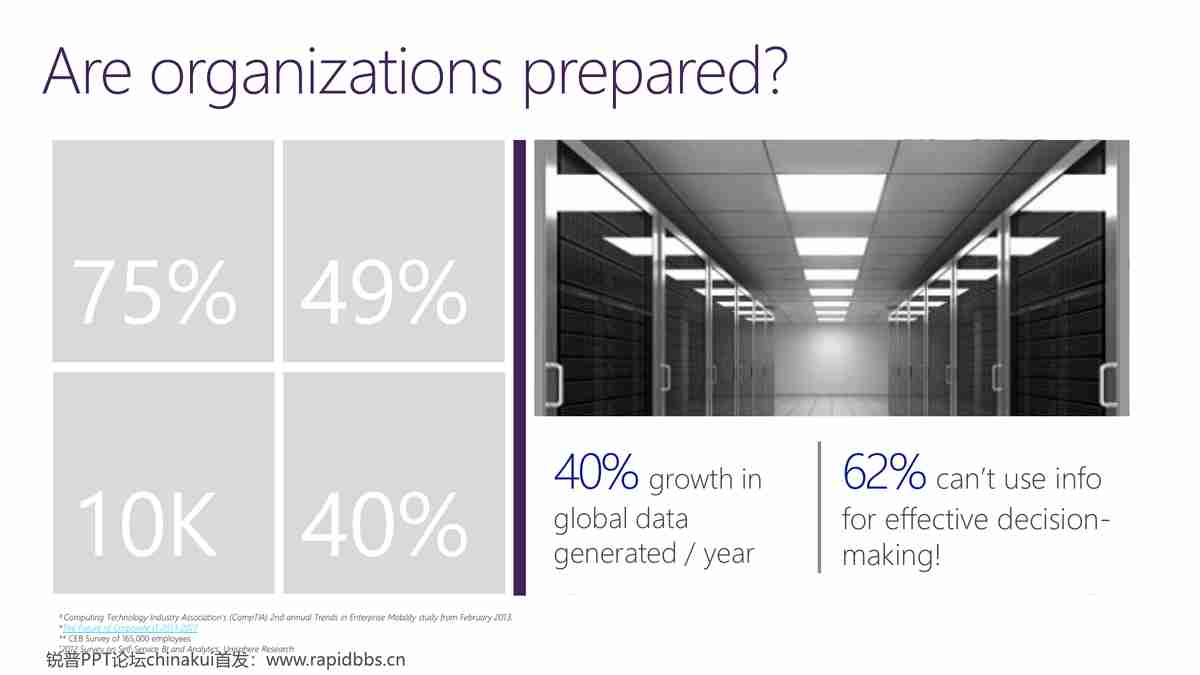 Are organizations prepared?
75%
49%
10K
40%
40% growth in
global data
generated / year
62% can’t use info
for effective decision-
making!
° Computing Technology Industry Association's (CompTIA) 2nd annual Trends in Enterprise Mobility study from February 2013.
*The Future of Corporate IT 2013-2017
** CEB Survey of 165,000 employees
2012 Survey on Self-Service BI and Analytics, Unisphere Research
锐普PPT论坛chinakui首发：www.rapidbbs.cn